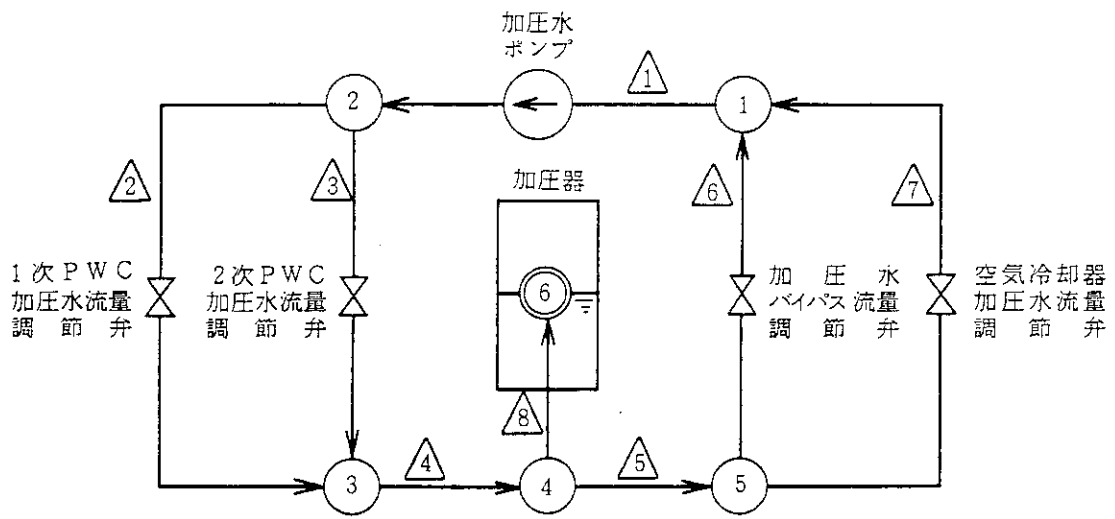 加圧水
ポンプ
1
2
1
2
3
加圧器
6
7
1次PWC
加圧水流量
調節弁
2次PWC
加圧水流量
調節弁
6
加圧水
バイパス流量
調節弁
空気冷却器
加圧水流量
調節弁
8
4
5
3
4
5